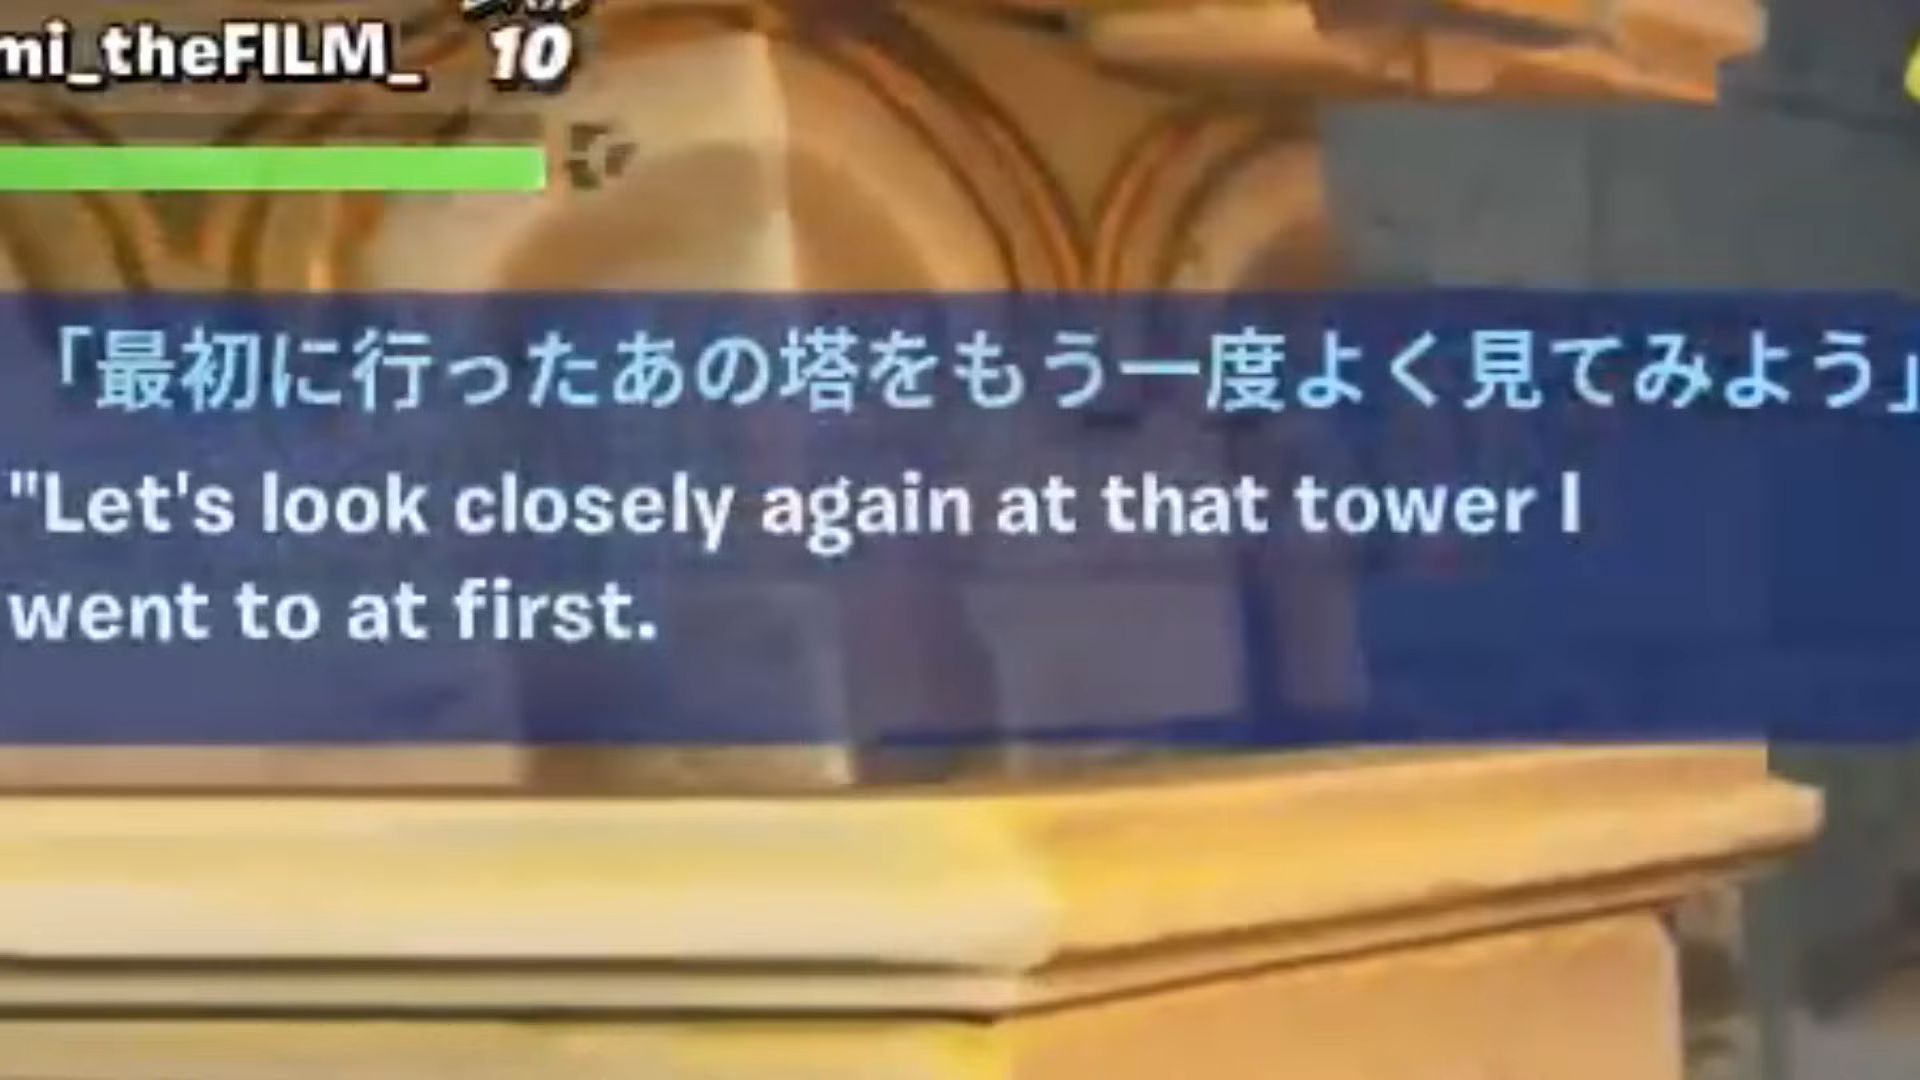 mi_theFILM_ 10
「最初に行ったあの塔をもう一度よく見てみよう」
"Let's look closely again at that tower I
went to at first.